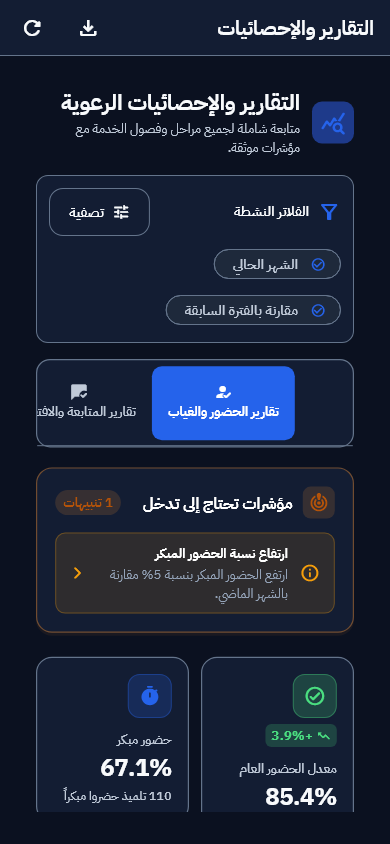 التقارير والإحصائيات
التقارير والإحصائيات الرعوية
متابعة شاملة لجميع مراحل وفصول الخدمة مع
مؤشرات موثقة.
الفلاتر النشطة
تصفية
الشهر الحالي
مقارنة بالفترة السابقة
تقارير الحضور والغياب
تقارير المتابعة والافت
مؤشرات تحتاج إلى تدخل
1 تنبيهات
ارتفاع نسبة الحضور المبكر
ارتفع الحضور المبكر بنسبة 5% مقارنة
بالشهر الماضي.
+3.9%
معدل الحضور العام
85.4%
حضور مبكر
67.1%
110 تلميذ حضروا مبكراً